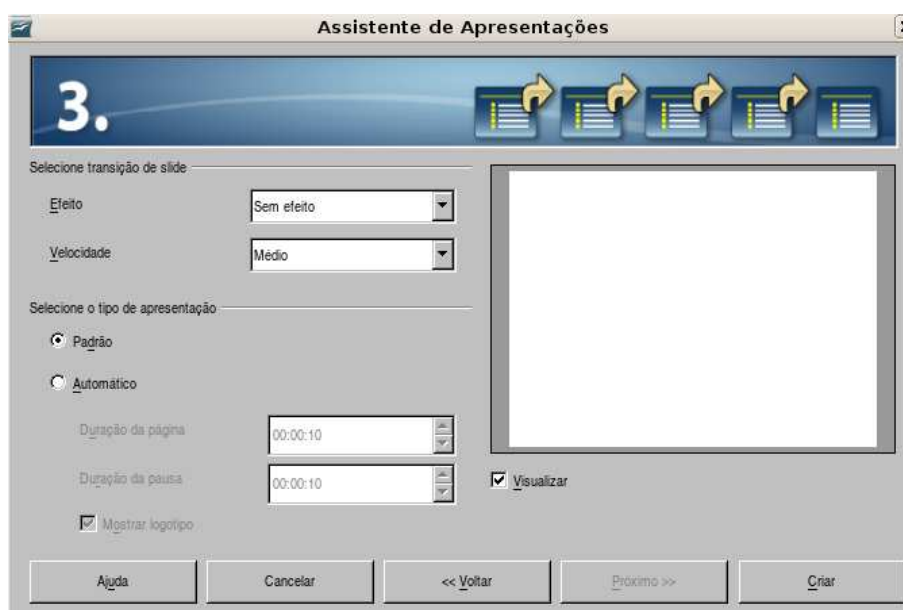 Assistente de Apresentações
3.
Selecione transição de slide
Efeito
Sem efeito
Velocidade
Médio
Selecione o tipo de apresentação
Padrão
Automático
Duração da página
00:00:10
Duração da pausa
00:00:10
Mostrar logotipo
Visualizar
Ajuda
Cancelar
<< Voltar
Próximo >>
Criar